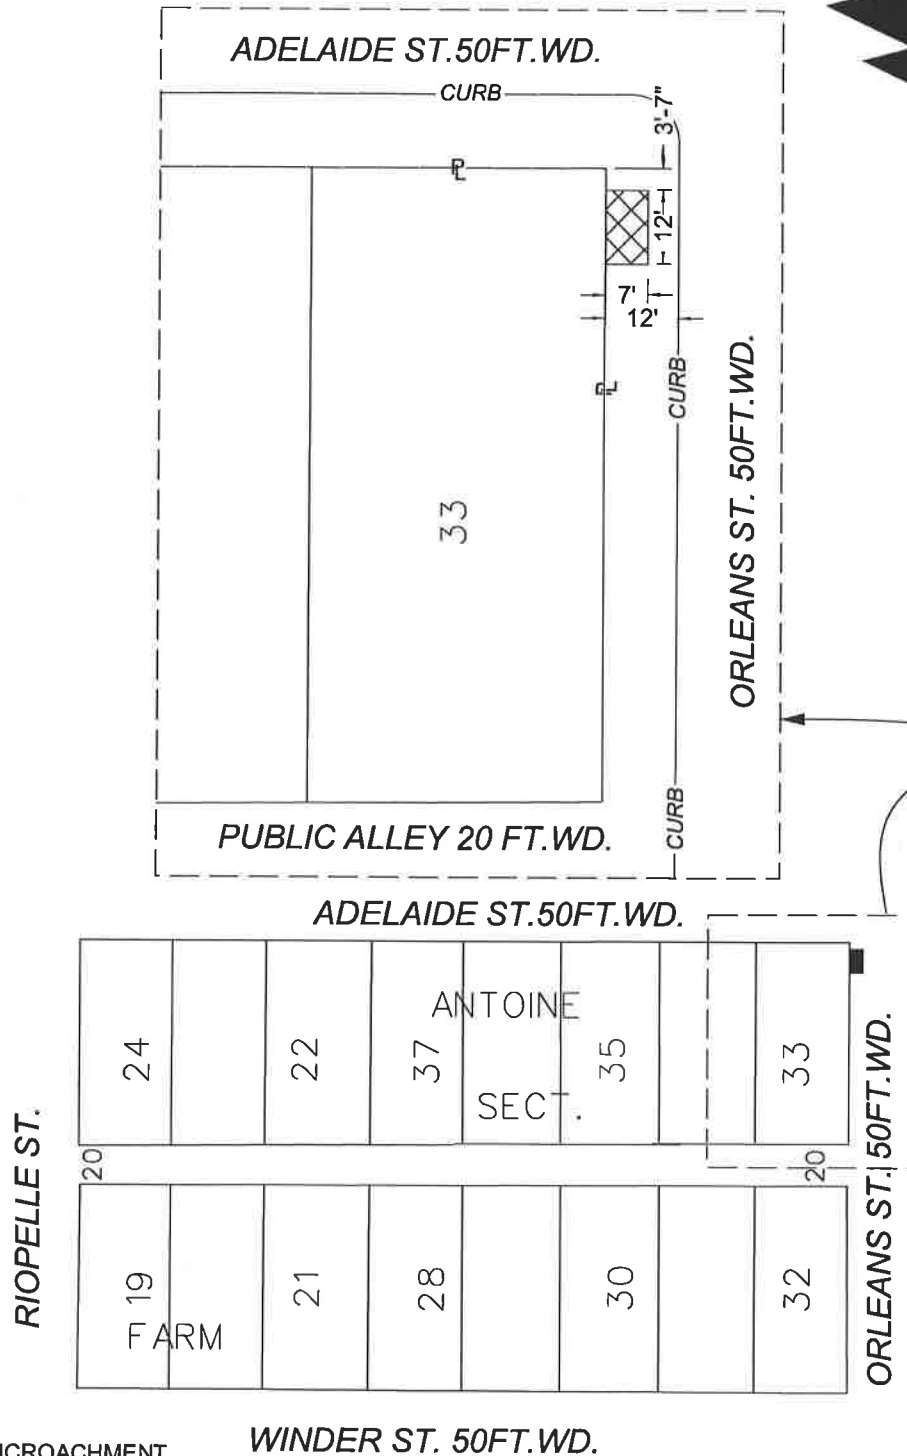 ADELAIDE ST.50FT.WD.
CURB
3'-7"
PL
12'
7'
12'
PL
CURB
ORLEANS ST. 50FT.WD.
33
CURB
PUBLIC ALLEY 20 FT.WD.
ADELAIDE ST.50FT.WD.
ANTOINE
24
22
37
35
33
SECT.
RIOPELLE ST.
20
20
ORLEANS ST. 50FT.WD.
19
21
28
30
32
FARM
WINDER ST. 50FT.WD.